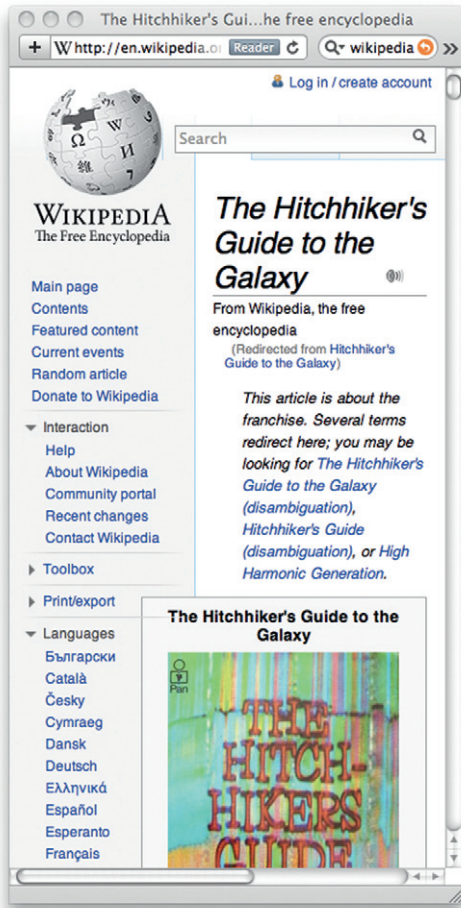 The Hitchhiker's Gui...he free encyclopedia
+ W http://en.wikipedia.o Reader wikipedia »
Log in / create account
Search
Ω W И 維 7
WIKIPEDIA
The Free Encyclopedia
Main page
Contents
Featured content
Current events
Random article
Donate to Wikipedia
Interaction
Help
About Wikipedia
Community portal
Recent changes
Contact Wikipedia
Toolbox
Print/export
Languages
Български
Català
Česky
Cymraeg
Dansk
Deutsch
Ελληνικά
Español
Esperanto
Français
The Hitchhiker's
Guide to the
Galaxy
From Wikipedia, the free
encyclopedia
(Redirected from Hitchhiker's
Guide to the Galaxy)
This article is about the
franchise. Several terms
redirect here; you may be
looking for The Hitchhiker's
Guide to the Galaxy
(disambiguation),
Hitchhiker's Guide
(disambiguation), or High
Harmonic Generation.
The Hitchhiker's Guide to the
Galaxy
Pan
THE
HITCH-
HIKERS
GUIDE